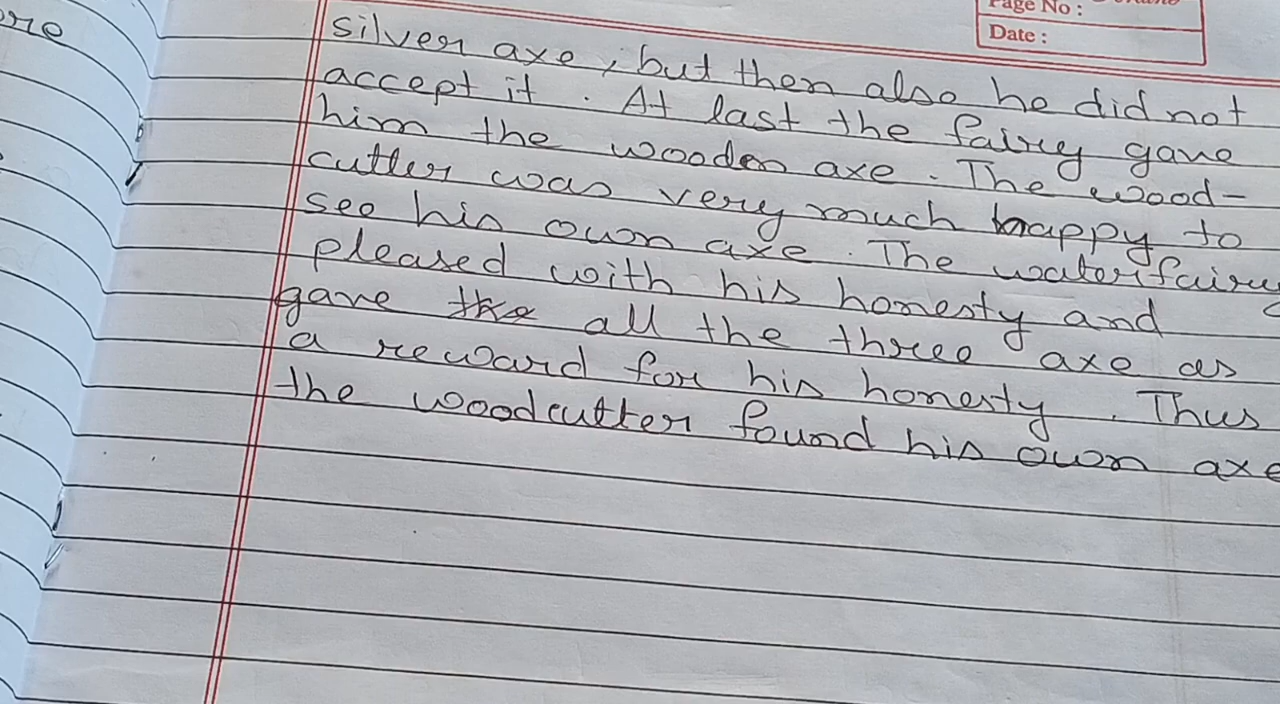 Page No :
Date :
silver axe, but then also he did not
accept it . At last the fairy gave
him the wooden axe . The wood-
cutter was very much happy to
see his own axe . The waterfairy
pleased with his honesty and
gave the all the three axe as
a reward for his honesty . Thus
the woodcutter found his own axe